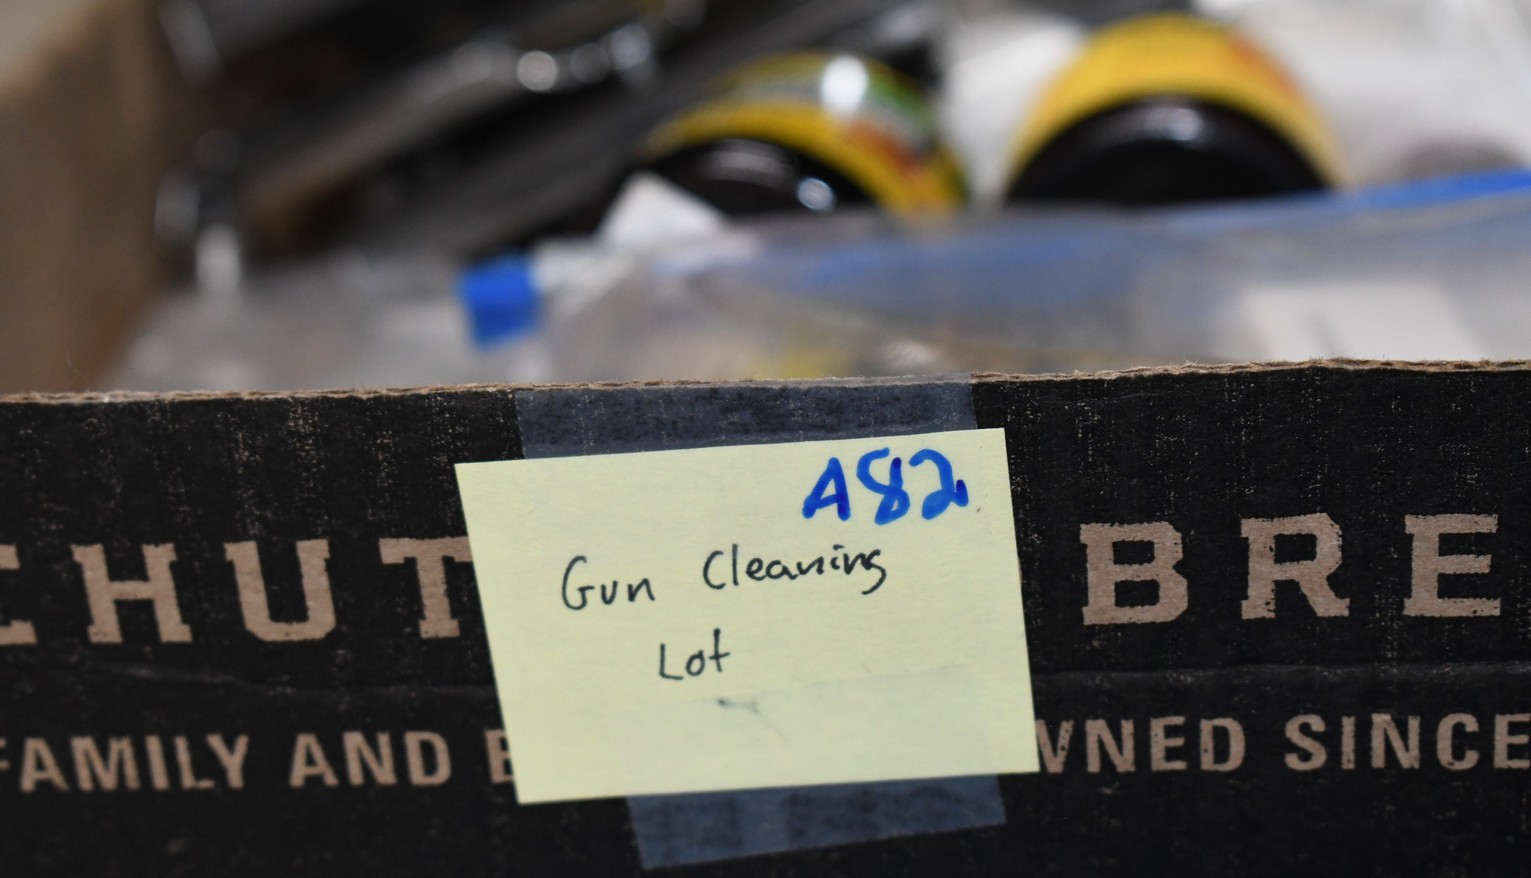 A82
Gun Cleaning
Lot
CHUT BRE
FAMILY AND WNED SINCE